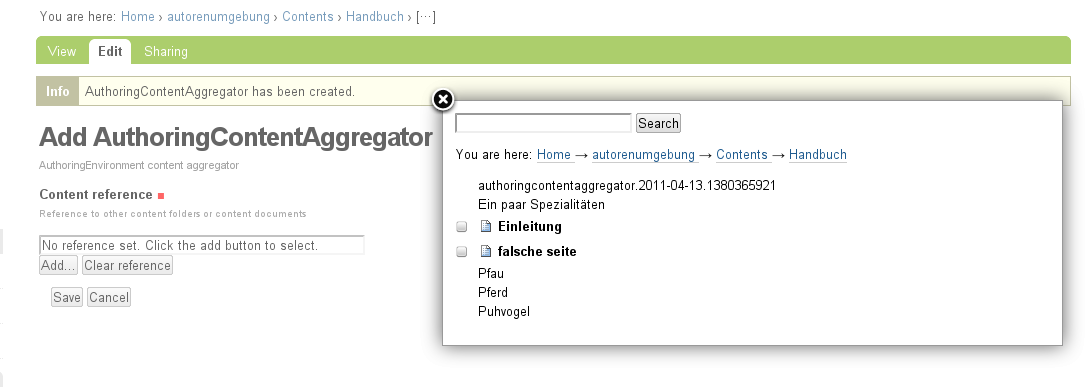 You are here: Home › autorenumgebung › Contents › Handbuch › [...]
View Edit Sharing
Info AuthoringContentAggregator has been created.
Add AuthoringContentAggregator
AuthoringEnvironment content aggregator
Content reference
Reference to other content folders or content documents
No reference set. Click the add button to select.
Add... Clear reference
Save Cancel
Search
You are here: Home → autorenumgebung → Contents → Handbuch
authoringcontentaggregator.2011-04-13.1380365921
Ein paar Spezialitäten
Einleitung
falsche seite
Pfau
Pferd
Puhvogel